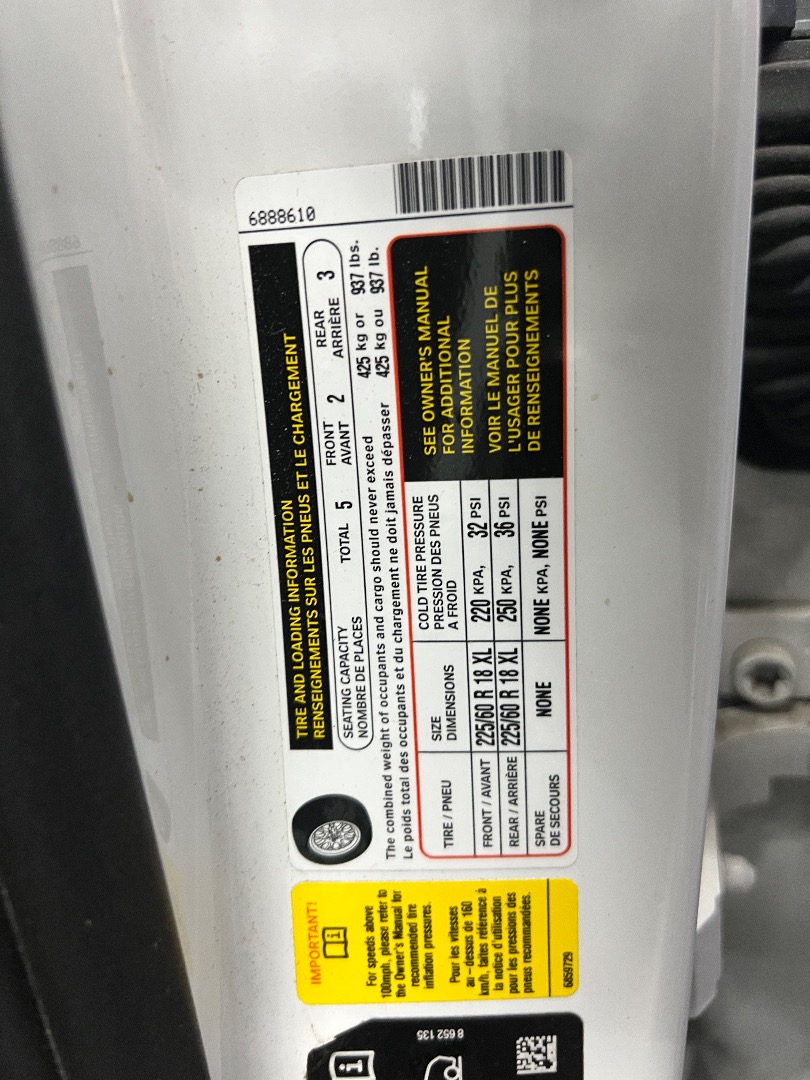 6888610
TIRE AND LOADING INFORMATION
RENSEIGNEMENTS SUR LES PNEUS ET LE CHARGEMENT
SEATING CAPACITY
NOMBRE DE PLACES
TOTAL 5
FRONT
AVANT 2
REAR
ARRIÈRE 3
The combined weight of occupants and cargo should never exceed 425 kg or 937 lbs.
Le poids total des occupants et du chargement ne doit jamais dépasser 425 kg ou 937 lb.
TIRE / PNEU
SIZE
DIMENSIONS
COLD TIRE PRESSURE
PRESSION DES PNEUS
A FROID
FRONT / AVANT 225/60 R 18 XL 220 KPA, 32 PSI
REAR / ARRIÈRE 225/60 R 18 XL 250 KPA, 36 PSI
SPARE
DE SECOURS
NONE NONE KPA, NONE PSI
SEE OWNER'S MANUAL
FOR ADDITIONAL
INFORMATION
VOIR LE MANUEL DE
L'USAGER POUR PLUS
DE RENSEIGNEMENTS
IMPORTANT!
For speeds above
100mph, please refer to
the Owner's Manual for
recommended tire
inflation pressures.
Pour les vitesses
au-dessus de 160
km/h, faites référence à
la notice d'utilisation
pour les pressions des
pneus recommandées.
6859729
8 652 135